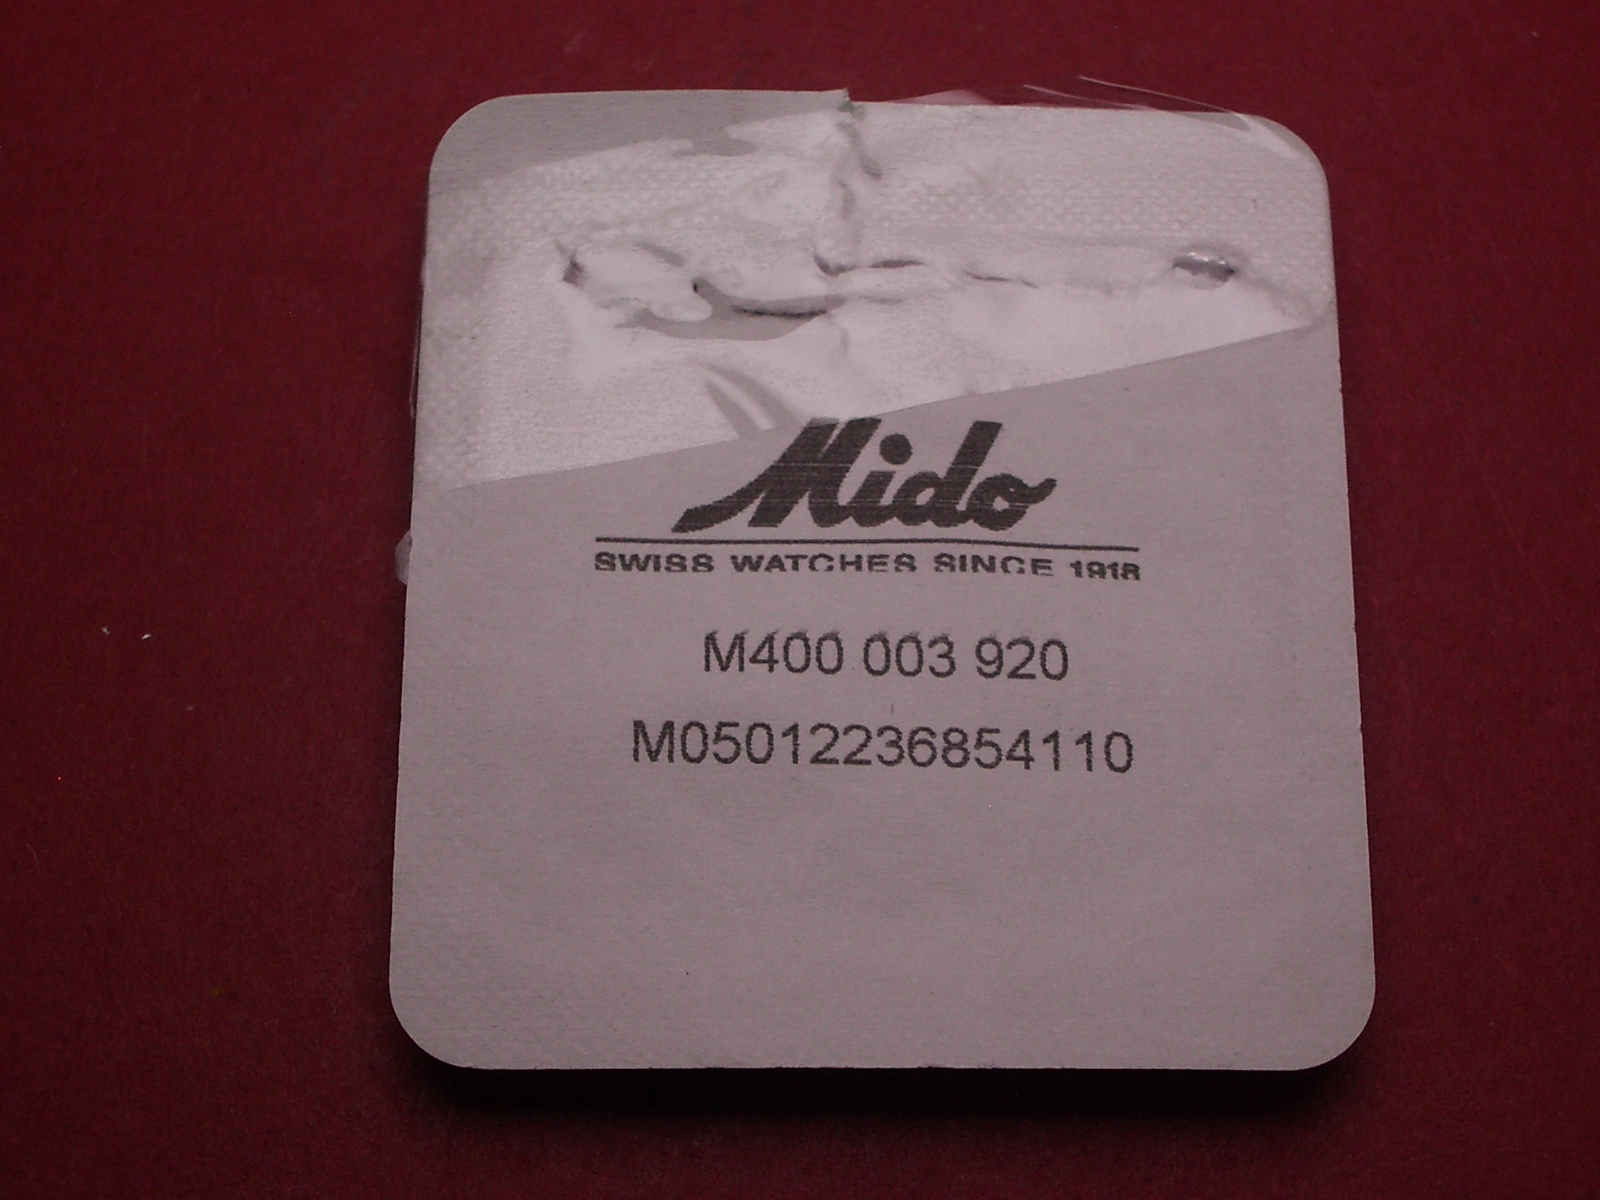 Mido
SWISS WATCHES SINCE 1918
M400 003 920
M05012236854110